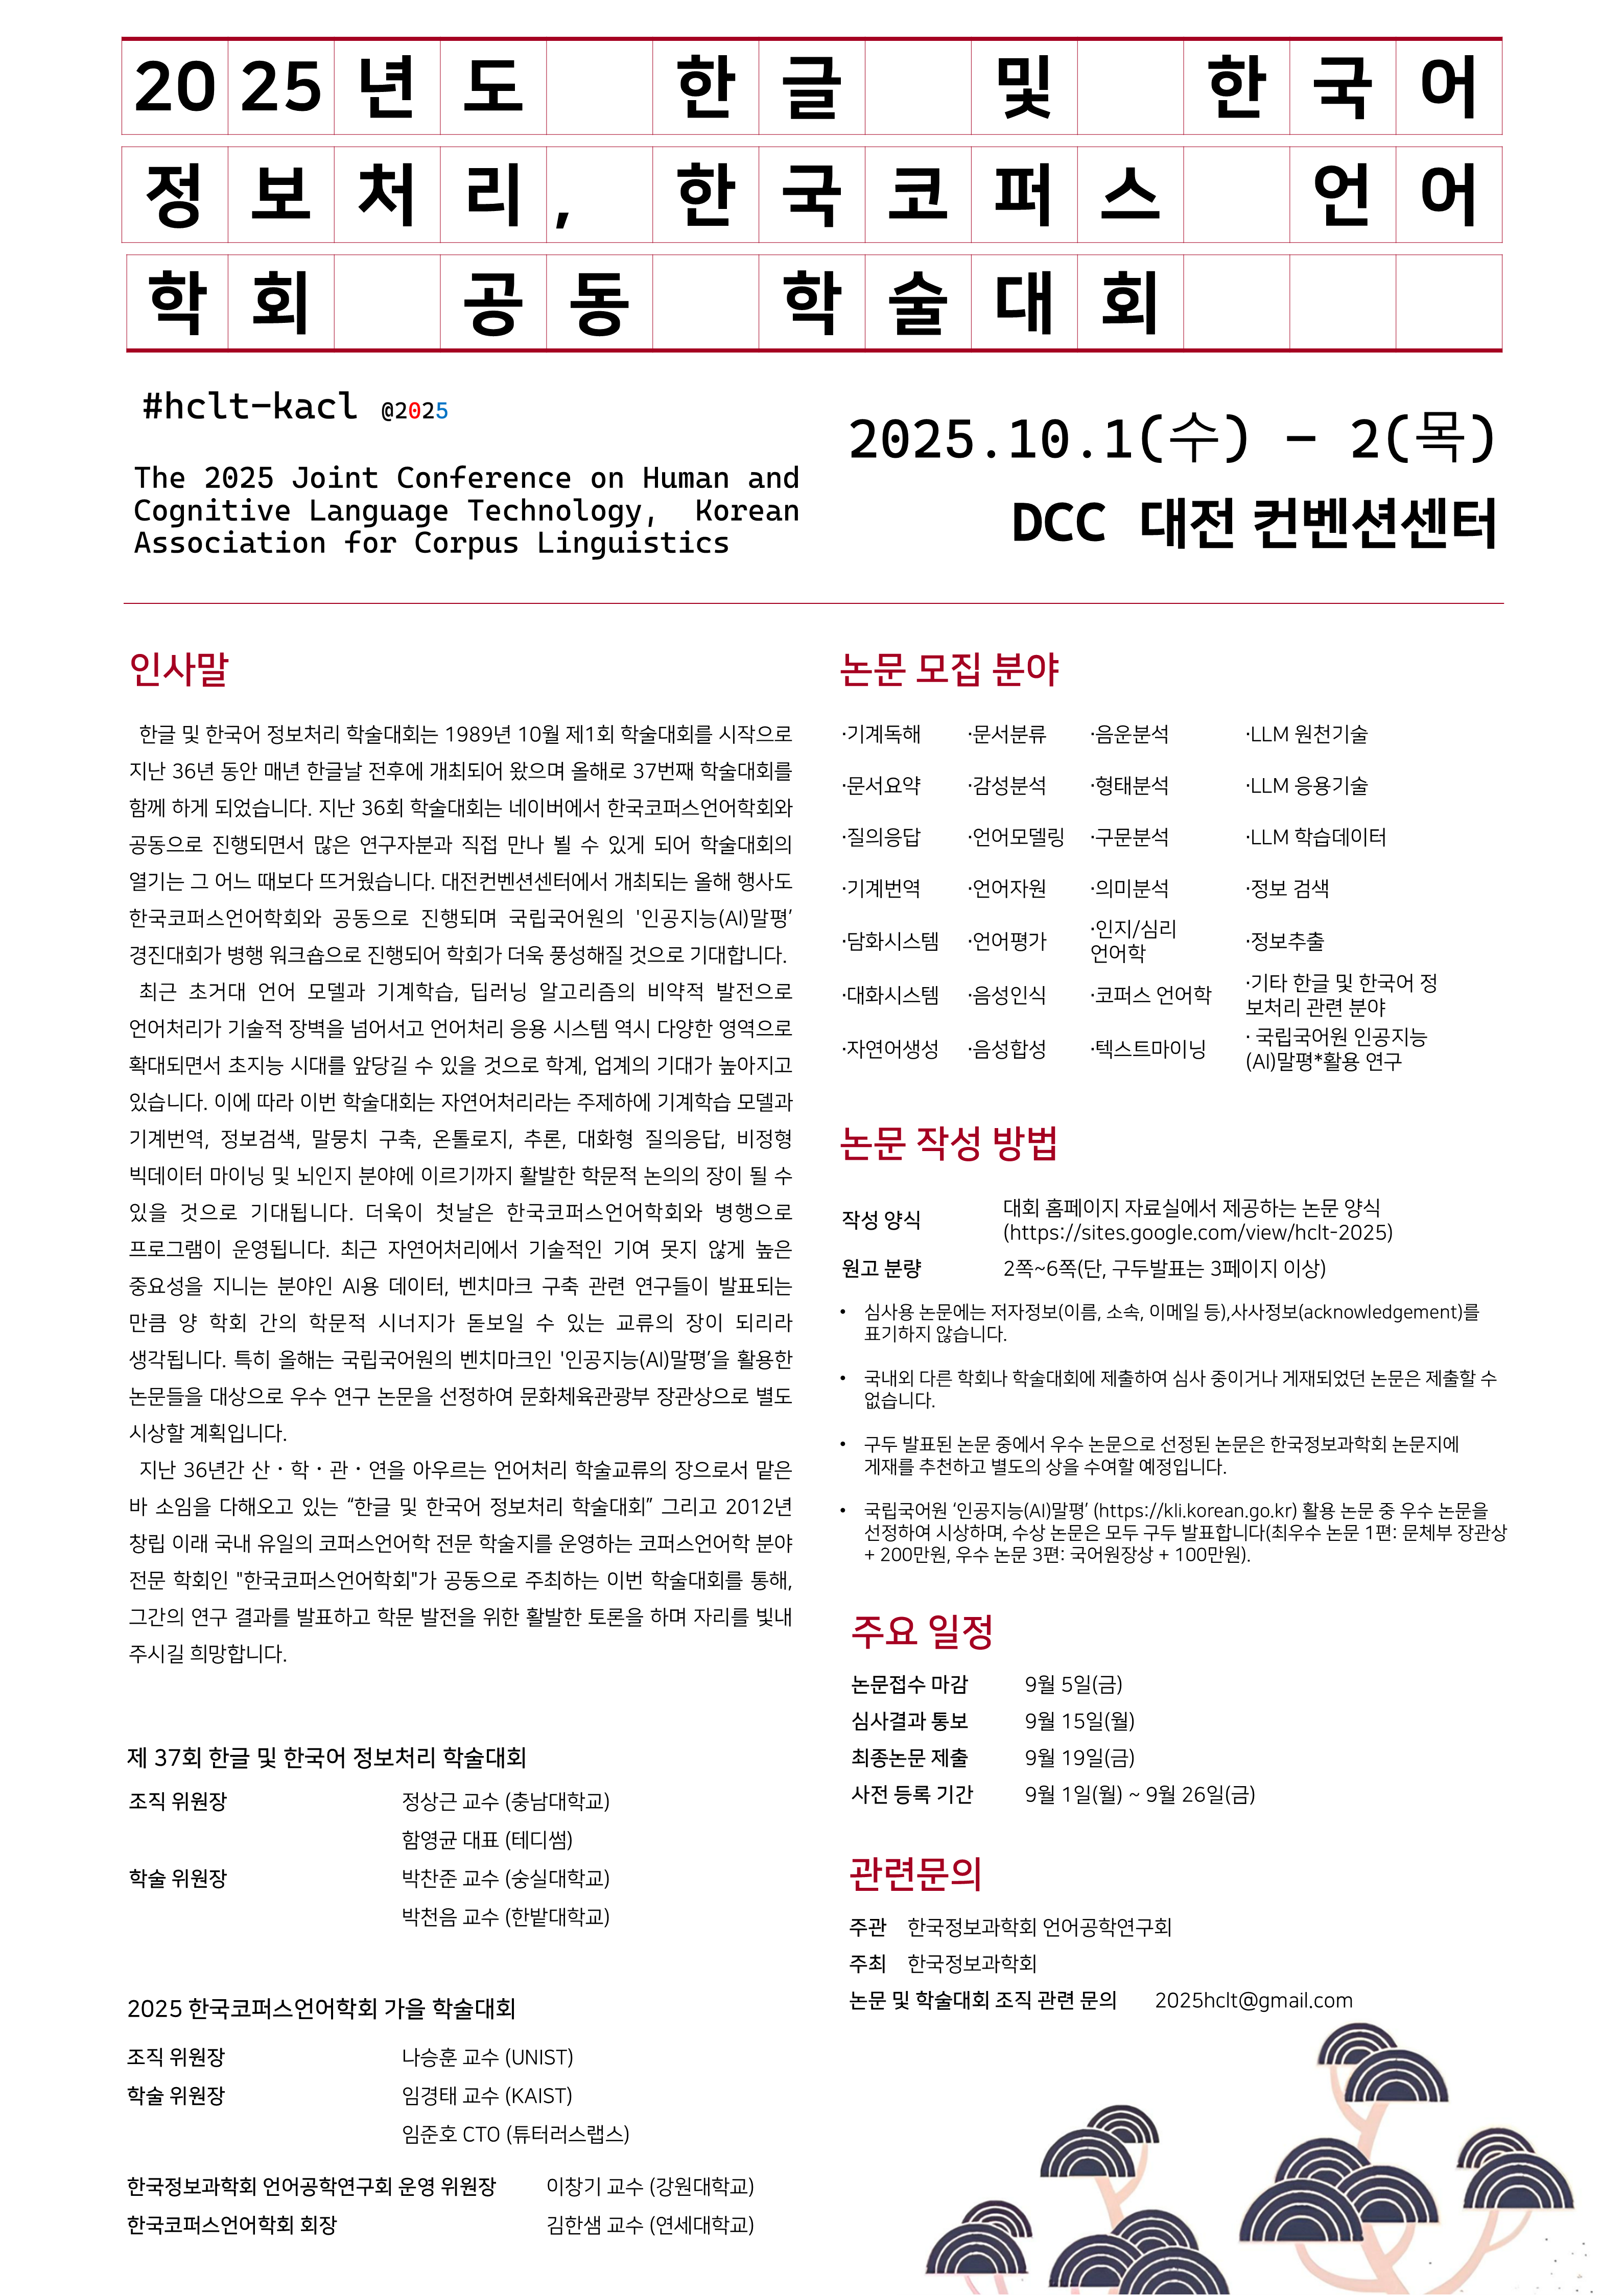 2025년도 한글 및 한국어
정보처리, 한국코퍼스 언어
학회 공동 학술대회
#hclt-kacl @2025
The 2025 Joint Conference on Human and
Cognitive Language Technology, Korean
Association for Corpus Linguistics
2025.10.1(수) - 2(목)
DCC 대전 컨벤션센터
인사말
한글 및 한국어 정보처리 학술대회는 1989년 10월 제1회 학술대회를 시작으로
지난 36년 동안 매년 한글날 전후에 개최되어 왔으며 올해로 37번째 학술대회를
함께 하게 되었습니다. 지난 36회 학술대회는 네이버에서 한국코퍼스언어학회와
공동으로 진행되면서 많은 연구자분과 직접 만나 뵐 수 있게 되어 학술대회의
열기는 그 어느 때보다 뜨거웠습니다. 대전컨벤션센터에서 개최되는 올해 행사도
한국코퍼스언어학회와 공동으로 진행되며 국립국어원의 '인공지능(AI)말평’
경진대회가 병행 워크숍으로 진행되어 학회가 더욱 풍성해질 것으로 기대합니다.
최근 초거대 언어 모델과 기계학습, 딥러닝 알고리즘의 비약적 발전으로
언어처리가 기술적 장벽을 넘어서고 언어처리 응용 시스템 역시 다양한 영역으로
확대되면서 초지능 시대를 앞당길 수 있을 것으로 학계, 업계의 기대가 높아지고
있습니다. 이에 따라 이번 학술대회는 자연어처리라는 주제하에 기계학습 모델과
기계번역, 정보검색, 말뭉치 구축, 온톨로지, 추론, 대화형 질의응답, 비정형
빅데이터 마이닝 및 뇌인지 분야에 이르기까지 활발한 학문적 논의의 장이 될 수
있을 것으로 기대됩니다. 더욱이 첫날은 한국코퍼스언어학회와 병행으로
프로그램이 운영됩니다. 최근 자연어처리에서 기술적인 기여 못지 않게 높은
중요성을 지니는 분야인 AI용 데이터, 벤치마크 구축 관련 연구들이 발표되는
만큼 양 학회 간의 학문적 시너지가 돋보일 수 있는 교류의 장이 되리라
생각됩니다. 특히 올해는 국립국어원의 벤치마크인 '인공지능(AI)말평’을 활용한
논문들을 대상으로 우수 연구 논문을 선정하여 문화체육관광부 장관상으로 별도
시상할 계획입니다.
지난 36년간 산・학・관・연을 아우르는 언어처리 학술교류의 장으로서 맡은
바 소임을 다해오고 있는 “한글 및 한국어 정보처리 학술대회” 그리고 2012년
창립 이래 국내 유일의 코퍼스언어학 전문 학술지를 운영하는 코퍼스언어학 분야
전문 학회인 "한국코퍼스언어학회"가 공동으로 주최하는 이번 학술대회를 통해,
그간의 연구 결과를 발표하고 학문 발전을 위한 활발한 토론을 하며 자리를 빛내
주시길 희망합니다.
제 37회 한글 및 한국어 정보처리 학술대회
조직 위원장 정상근 교수 (충남대학교)
함영균 대표 (테디썸)
학술 위원장 박찬준 교수 (숭실대학교)
박천음 교수 (한밭대학교)
2025 한국코퍼스언어학회 가을 학술대회
조직 위원장 나승훈 교수 (UNIST)
학술 위원장 임경태 교수 (KAIST)
임준호 CTO (튜터러스랩스)
한국정보과학회 언어공학연구회 운영 위원장 이창기 교수 (강원대학교)
한국코퍼스언어학회 회장 김한샘 교수 (연세대학교)
논문 모집 분야
·기계독해 ·문서분류 ·음운분석 ·LLM 원천기술
·문서요약 ·감성분석 ·형태분석 ·LLM 응용기술
·질의응답 ·언어모델링 ·구문분석 ·LLM 학습데이터
·기계번역 ·언어자원 ·의미분석 ·정보 검색
·담화시스템 ·언어평가 ·인지/심리
언어학 ·정보추출
·대화시스템 ·음성인식 ·코퍼스 언어학 ·기타 한글 및 한국어 정
보처리 관련 분야
·자연어생성 ·음성합성 ·텍스트마이닝 · 국립국어원 인공지능
(AI)말평*활용 연구
논문 작성 방법
작성 양식 대회 홈페이지 자료실에서 제공하는 논문 양식
(https://sites.google.com/view/hclt-2025)
원고 분량 2쪽~6쪽(단, 구두발표는 3페이지 이상)
• 심사용 논문에는 저자정보(이름, 소속, 이메일 등),사사정보(acknowledgement)를
표기하지 않습니다.
• 국내외 다른 학회나 학술대회에 제출하여 심사 중이거나 게재되었던 논문은 제출할 수
없습니다.
• 구두 발표된 논문 중에서 우수 논문으로 선정된 논문은 한국정보과학회 논문지에
게재를 추천하고 별도의 상을 수여할 예정입니다.
• 국립국어원 ‘인공지능(AI)말평’ (https://kli.korean.go.kr) 활용 논문 중 우수 논문을
선정하여 시상하며, 수상 논문은 모두 구두 발표합니다(최우수 논문 1편: 문체부 장관상
+ 200만원, 우수 논문 3편: 국어원장상 + 100만원).
주요 일정
논문접수 마감 9월 5일(금)
심사결과 통보 9월 15일(월)
최종논문 제출 9월 19일(금)
사전 등록 기간 9월 1일(월) ~ 9월 26일(금)
관련문의
주관 한국정보과학회 언어공학연구회
주최 한국정보과학회
논문 및 학술대회 조직 관련 문의 2025hclt@gmail.com